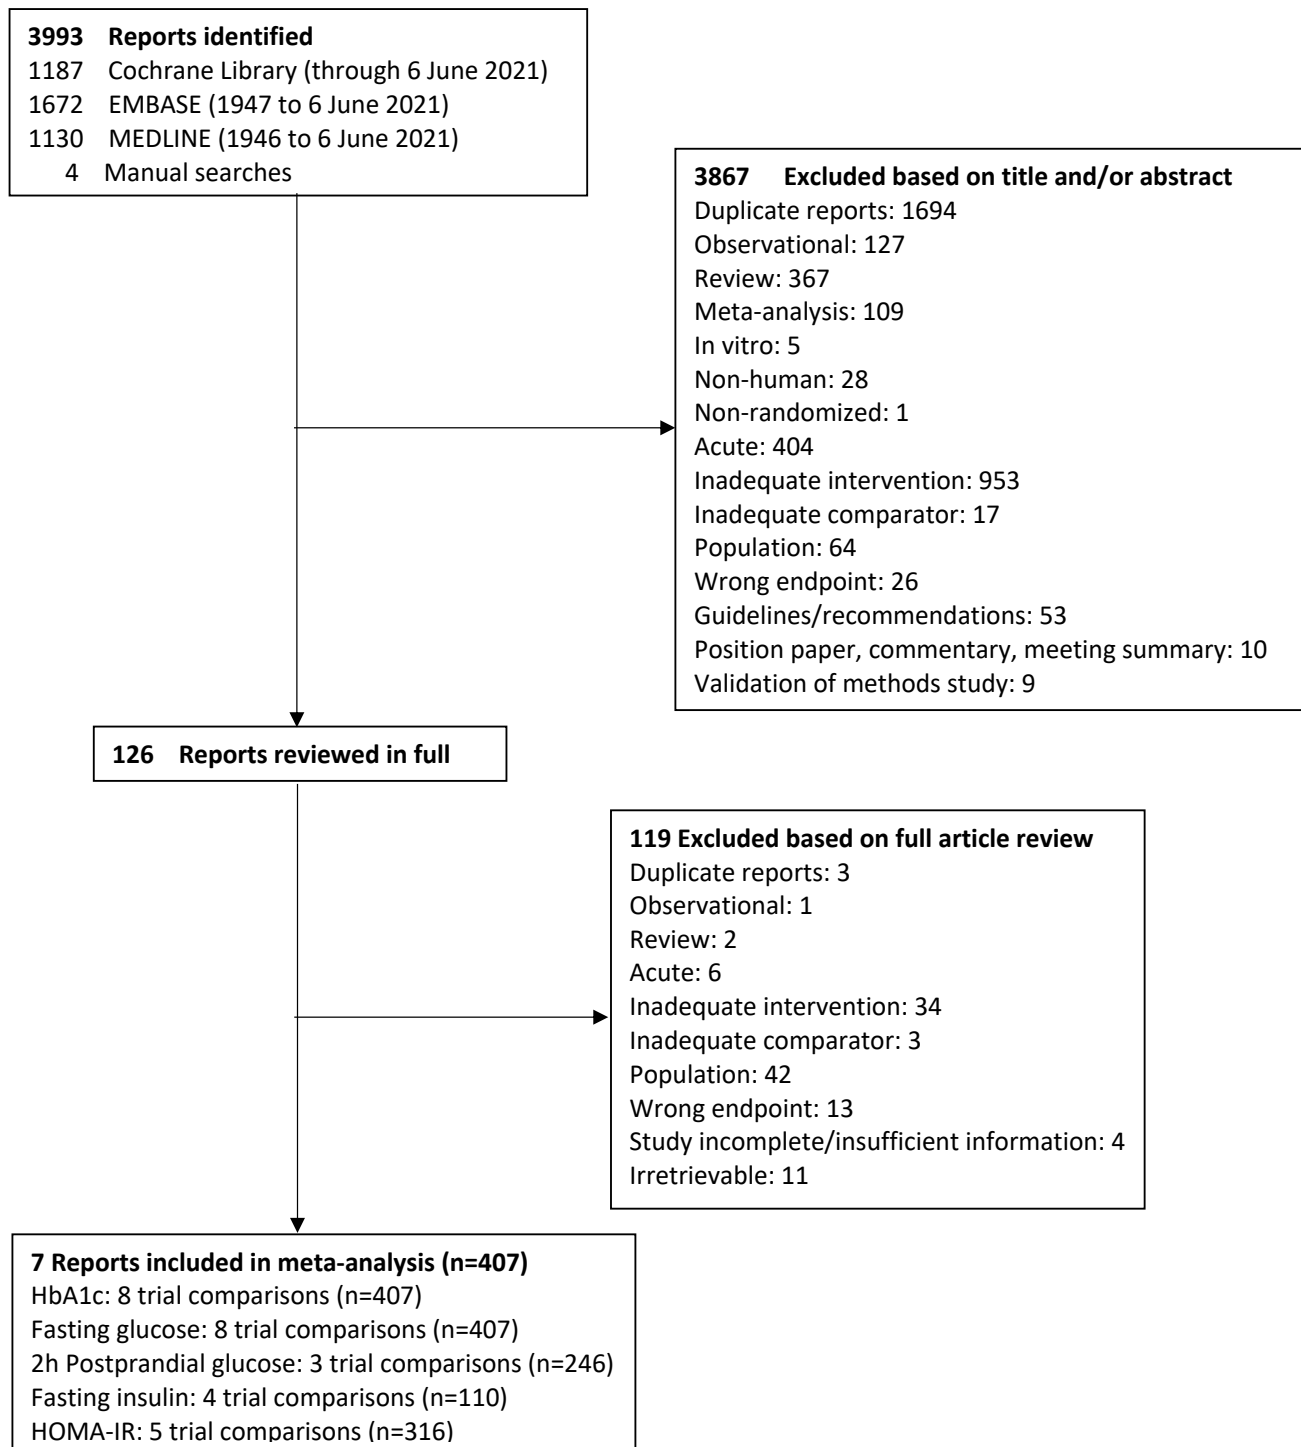 3993 Reports identified
1187 Cochrane Library (through 6 June 2021)
1672 EMBASE (1947 to 6 June 2021)
1130 MEDLINE (1946 to 6 June 2021)
4 Manual searches
3867 Excluded based on title and/or abstract
Duplicate reports: 1694
Observational: 127
Review: 367
Meta-analysis: 109
In vitro: 5
Non-human: 28
Non-randomized: 1
Acute: 404
Inadequate intervention: 953
Inadequate comparator: 17
Population: 64
Wrong endpoint: 26
Guidelines/recommendations: 53
Position paper, commentary, meeting summary: 10
Validation of methods study: 9
126 Reports reviewed in full
119 Excluded based on full article review
Duplicate reports: 3
Observational: 1
Review: 2
Acute: 6
Inadequate intervention: 34
Inadequate comparator: 3
Population: 42
Wrong endpoint: 13
Study incomplete/insufficient information: 4
Irretrievable: 11
7 Reports included in meta-analysis (n=407)
HbA1c: 8 trial comparisons (n=407)
Fasting glucose: 8 trial comparisons (n=407)
2h Postprandial glucose: 3 trial comparisons (n=246)
Fasting insulin: 4 trial comparisons (n=110)
HOMA-IR: 5 trial comparisons (n=316)